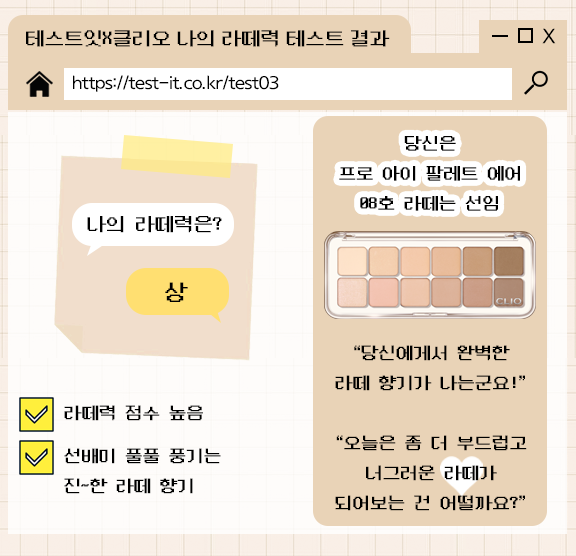 테스트잇X클리오 나의 라떼력 테스트 결과
X
https://test-it.co.kr/test03
나의 라떼력은?
상
라떼력 점수 높음
선배미 풀풀 풍기는
진~한 라떼 향기
당신은
프로 아이 팔레트 에어
08호 라떼는 선임
CLIO
“당신에게서 완벽한
라떼 향기가 나는군요!”
“오늘은 좀 더 부드럽고
너그러운 라떼가
되어보는 건 어떨까요?”